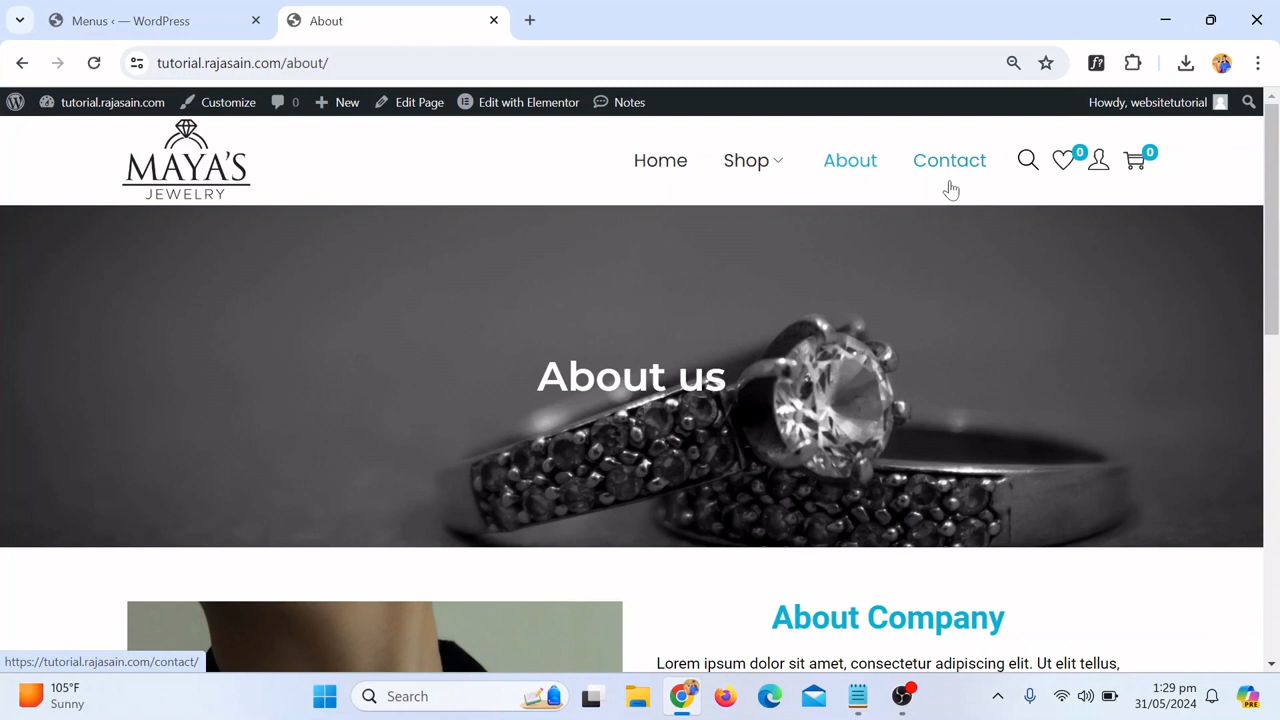 Menus ‹ — WordPress
About
tutorial.rajasain.com/about/
tutorial.rajasain.com
Customize
0
New
Edit Page
Edit with Elementor
Notes
Howdy, websitetutorial
MAYA'S
JEWELRY
Home
Shop
About
Contact
0
0
About us
About Company
Lorem ipsum dolor sit amet, consectetur adipiscing elit. Ut elit tellus,
https://tutorial.rajasain.com/contact/
105°F
Sunny
Search
PRE
1:29 pm
31/05/2024